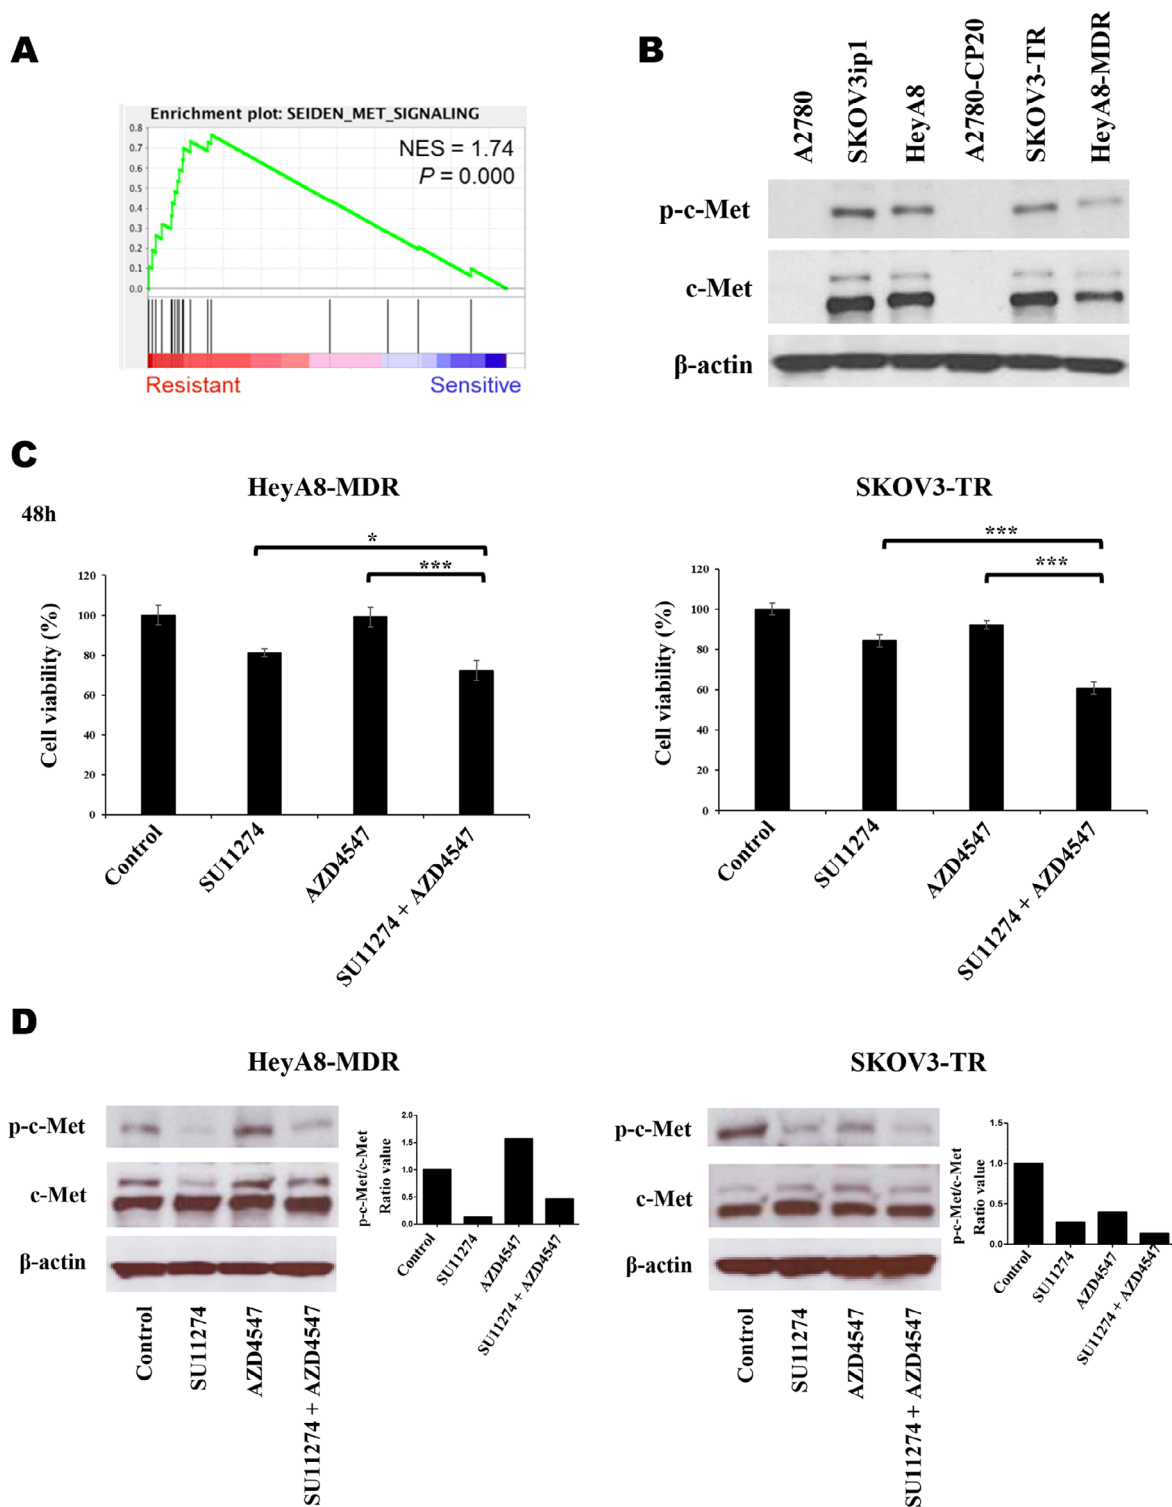 A
Enrichment plot: SEIDEN_MET_SIGNALING
NES = 1.74
P = 0.000
0.8
0.7
0.6
0.5
0.4
0.3
0.2
0.1
0.0
Resistant
Sensitive
B
A2780
SKOV3ip1
HeyA8
A2780-CP20
SKOV3-TR
HeyA8-MDR
p-c-Met
c-Met
β-actin
C
48h
HeyA8-MDR
*
***
Cell viability (%)
120
100
80
60
40
20
0
Control
SU11274
AZD4547
SU11274 + AZD4547
SKOV3-TR
***
***
Cell viability (%)
120
100
80
60
40
20
0
Control
SU11274
AZD4547
SU11274 + AZD4547
D
HeyA8-MDR
p-c-Met
c-Met
β-actin
Control
SU11274
AZD4547
SU11274 + AZD4547
p-c-Met/c-Met
Ratio value
2.0
1.5
1.0
0.5
0.0
Control
SU11274
AZD4547
SU11274 + AZD4547
SKOV3-TR
p-c-Met
c-Met
β-actin
Control
SU11274
AZD4547
SU11274 + AZD4547
p-c-Met/c-Met
Ratio value
1.5
1.0
0.5
0.0
Control
SU11274
AZD4547
SU11274 + AZD4547